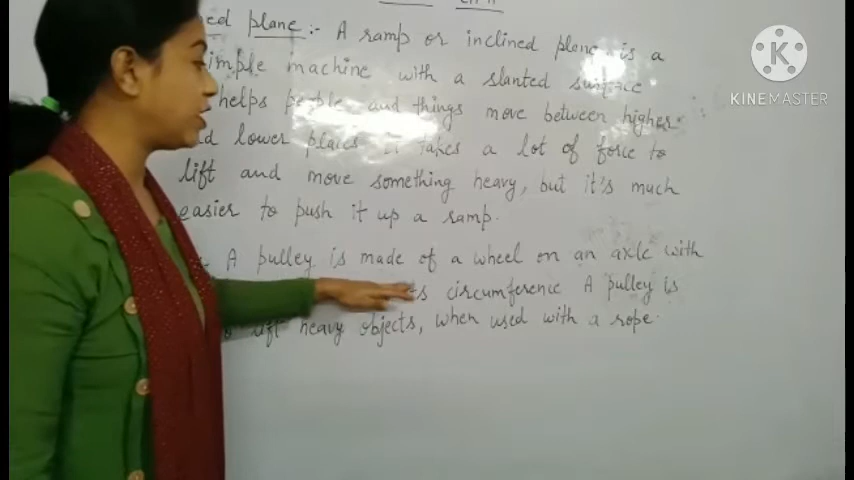 plane :- A ramp or inclined plane is a
simple machine with a slanted surface
helps people and things move between higher
and lower places it takes a lot of force to
lift and move something heavy, but it's much
easier to push it up a ramp.
A pulley is made of a wheel on an axle with
circumference A pulley is
lift heavy objects, when used with a rope.
KINEMASTER